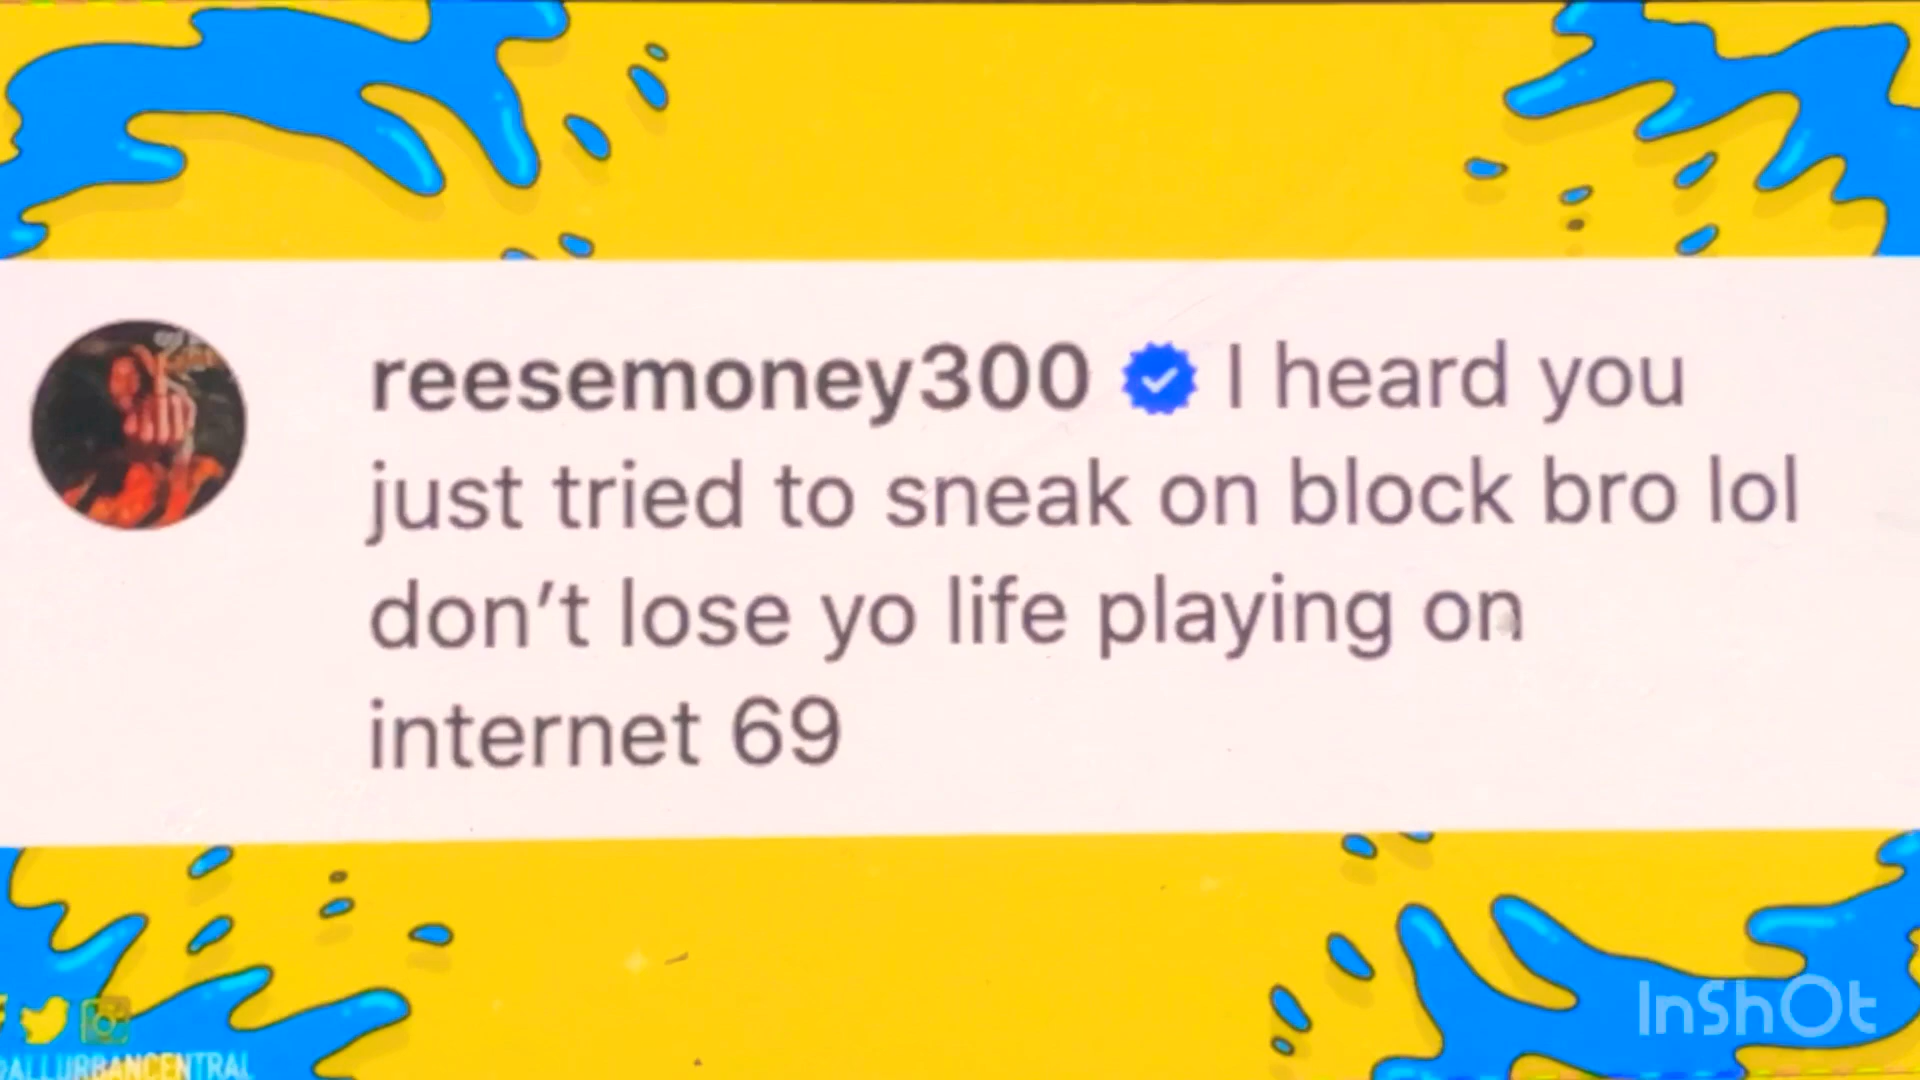 reesemoney300 I heard you
just tried to sneak on block bro lol
don't lose yo life playing on
internet 69
@ALLURBANCENTRAL
InShOt